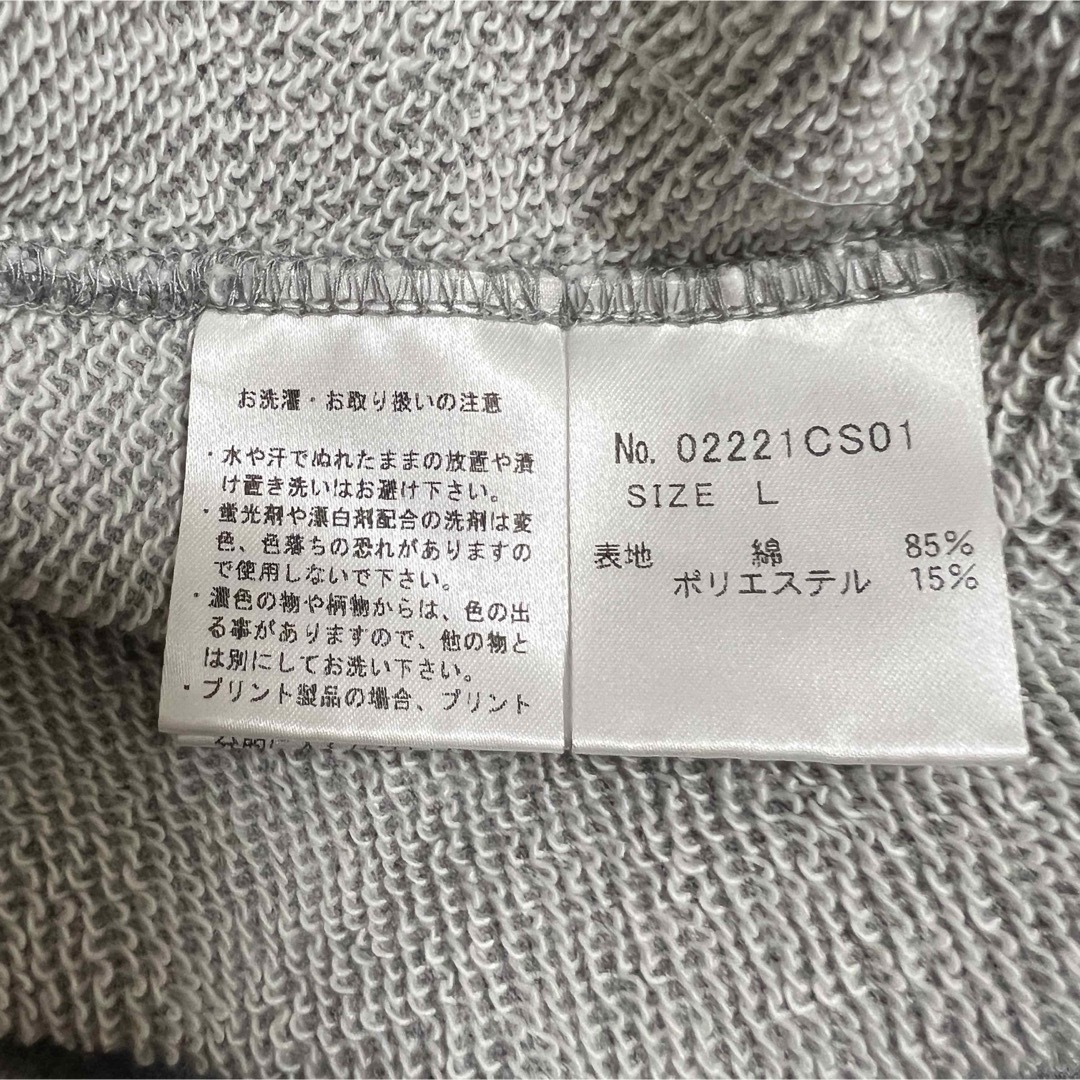 お洗濯・お取り扱いの注意
・水や汗でぬれたままの放置や漬
け置き洗いはお避け下さい。
・蛍光剤や漂白剤配合の洗剤は変
色、色落ちの恐れがありますの
で使用しないで下さい。
・濃色の物や柄物からは、色の出
る事がありますので、他の物と
は別にしてお洗い下さい。
・プリント製品の場合、プリント
No. 02221CS01
SIZE L
表地 綿 85%
ポリエステル 15%